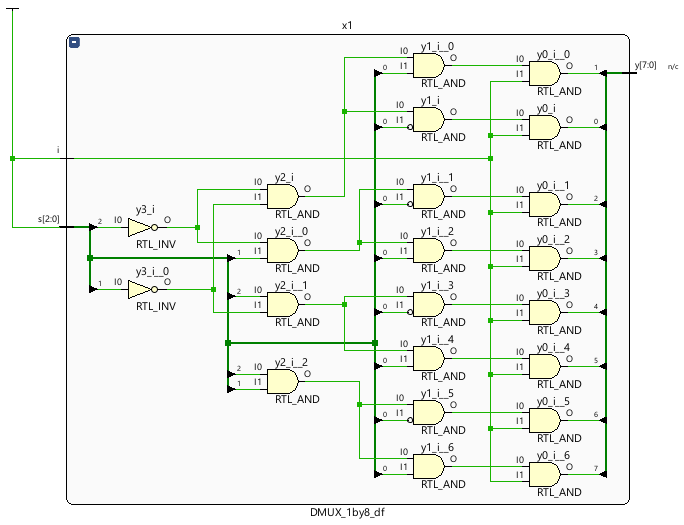 x1
y1_i__0
y0_i__0
I0
O
I0
O
1
y[7:0]
n/c
0
I1
I1
RTL_AND
RTL_AND
y1_i
y0_i
I0
O
I0
O
0
0
I1
I1
RTL_AND
RTL_AND
i
y2_i
y1_i__1
y0_i__1
y3_i
I0
O
I0
O
I0
O
2
I1
0
I1
I1
s[2:0]
2
I0
O
RTL_AND
RTL_AND
RTL_AND
RTL_INV
y2_i__0
y1_i__2
y0_i__2
I0
O
I0
O
I0
O
3
1
I1
0
I1
I1
y3_i__0
RTL_AND
RTL_AND
RTL_AND
1
I0
O
y2_i__1
y1_i__3
y0_i__3
RTL_INV
2
I0
O
I0
O
I0
O
4
I1
0
I1
I1
RTL_AND
RTL_AND
RTL_AND
y1_i__4
y0_i__4
I0
O
I0
O
5
y2_i__2
0
I1
I1
2
I0
O
RTL_AND
RTL_AND
1
I1
RTL_AND
y1_i__5
y0_i__5
I0
O
I0
O
6
0
I1
I1
RTL_AND
RTL_AND
y1_i__6
y0_i__6
I0
O
I0
O
7
0
I1
I1
RTL_AND
RTL_AND
DMUX_1by8_df